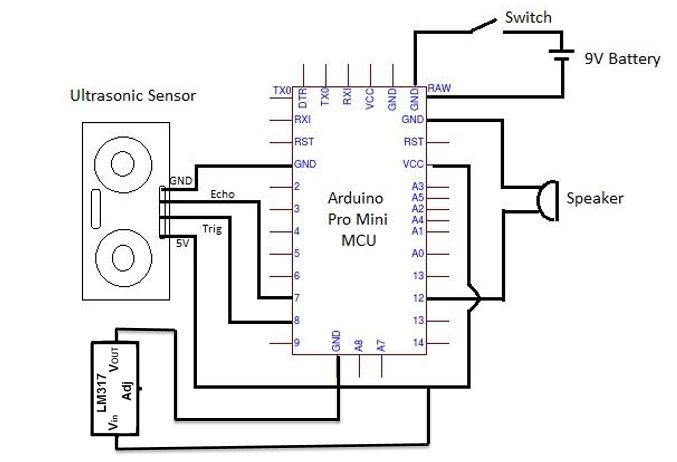 Switch
9V Battery
Ultrasonic Sensor
TX0
DTR
TX0
RXI
VCC
GND
GND
RAW
RXI
GND
RST
RST
GND
GND
VCC
Echo
2
A3
A5
Arduino
Pro Mini
MCU
Speaker
3
A2
A4
Trig
4
A1
5V
5
A0
6
13
7
12
8
13
9
GND
A8
A7
14
LM317
Vout
Adj
Vin